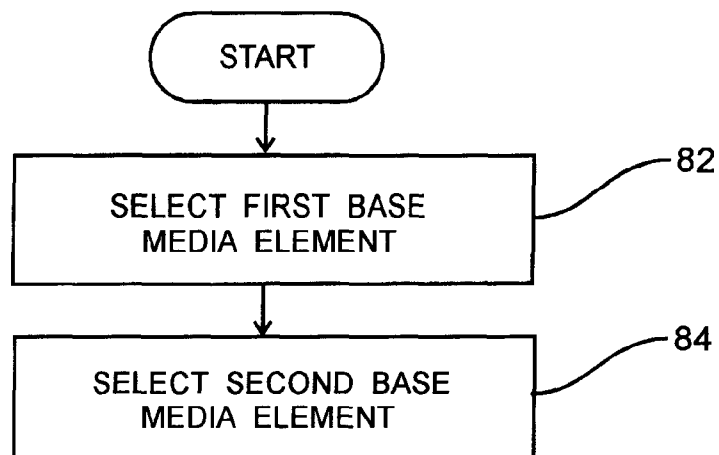 START
SELECT FIRST BASE
MEDIA ELEMENT
82
SELECT SECOND BASE
MEDIA ELEMENT
84